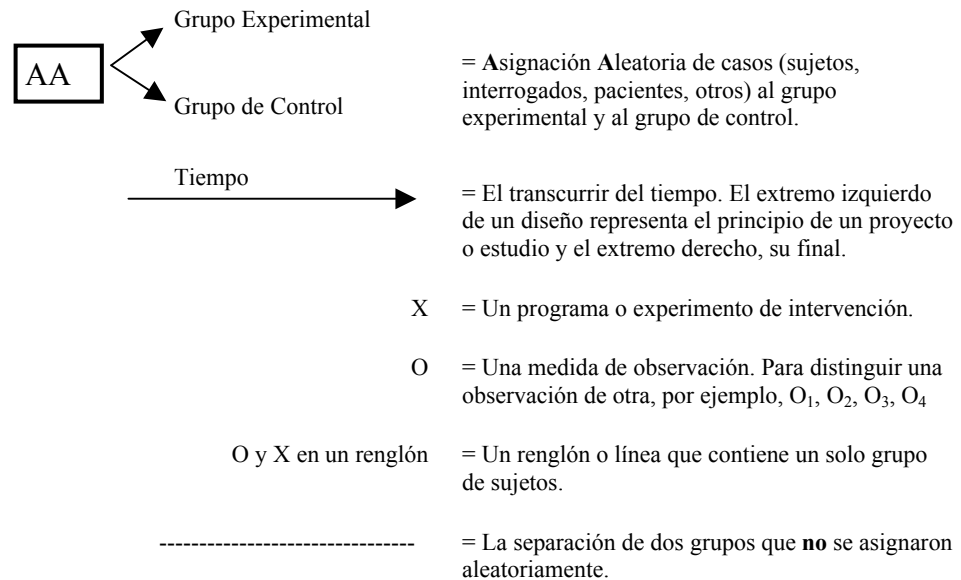 Grupo Experimental
AA
Grupo de Control
= Asignación Aleatoria de casos (sujetos,
interrogados, pacientes, otros) al grupo
experimental y al grupo de control.
Tiempo
= El transcurrir del tiempo. El extremo izquierdo
de un diseño representa el principio de un proyecto
o estudio y el extremo derecho, su final.
X = Un programa o experimento de intervención.
O = Una medida de observación. Para distinguir una
observación de otra, por ejemplo, O₁, O₂, O₃, O₄
O y X en un renglón = Un renglón o línea que contiene un solo grupo
de sujetos.
------------------------------- = La separación de dos grupos que no se asignaron
aleatoriamente.